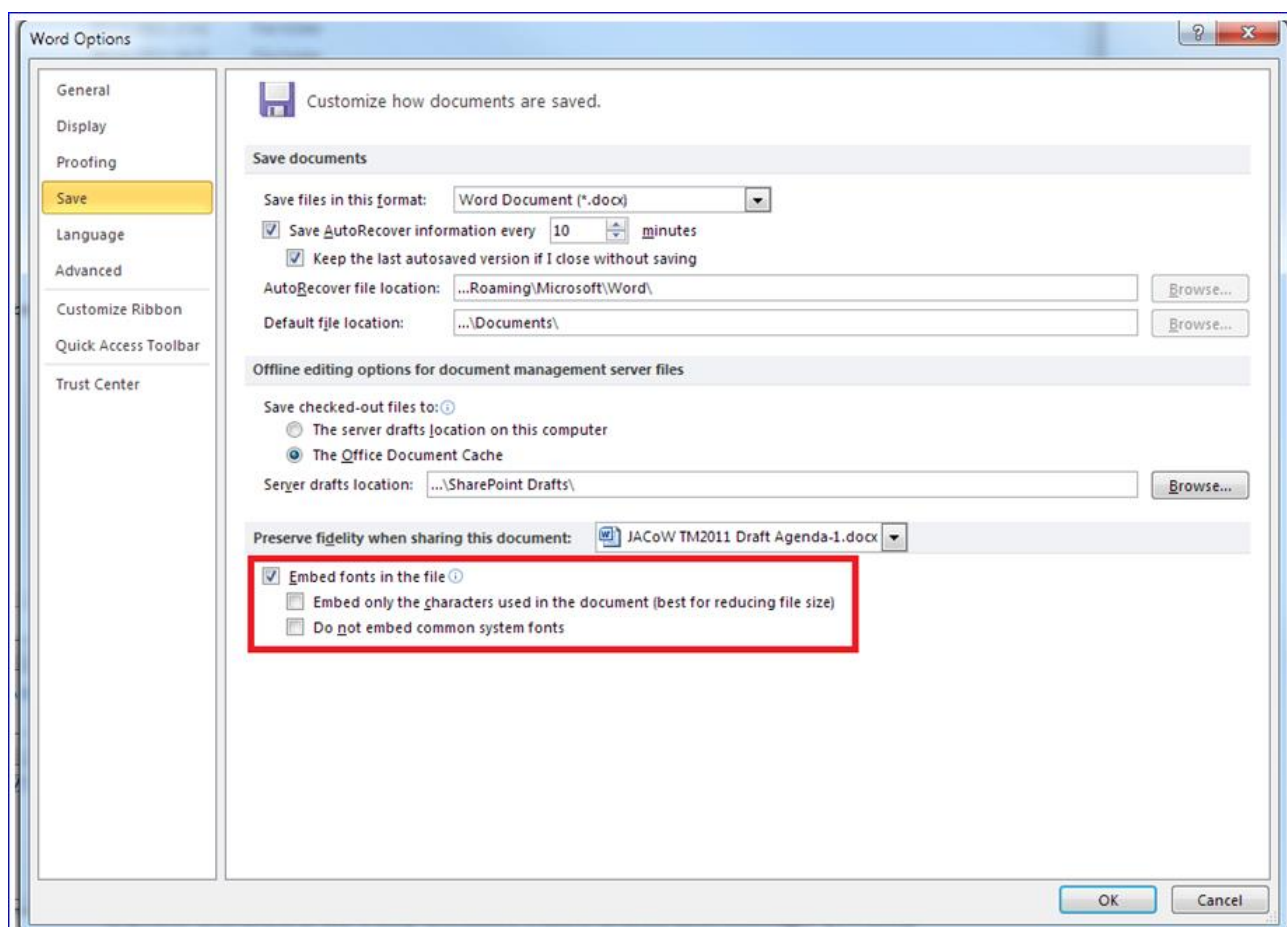 Word Options
General
Display
Proofing
Save
Language
Advanced
Customize Ribbon
Quick Access Toolbar
Trust Center
Customize how documents are saved.
Save documents
Save files in this format: Word Document (*.docx)
Save AutoRecover information every 10 minutes
Keep the last autosaved version if I close without saving
AutoRecover file location: ...Roaming\Microsoft\Word\ Browse...
Default file location: ...\Documents\ Browse...
Offline editing options for document management server files
Save checked-out files to:
The server drafts location on this computer
The Office Document Cache
Server drafts location: ...\SharePoint Drafts\ Browse...
Preserve fidelity when sharing this document: JACoW TM2011 Draft Agenda-1.docx
Embed fonts in the file
Embed only the characters used in the document (best for reducing file size)
Do not embed common system fonts
OK Cancel